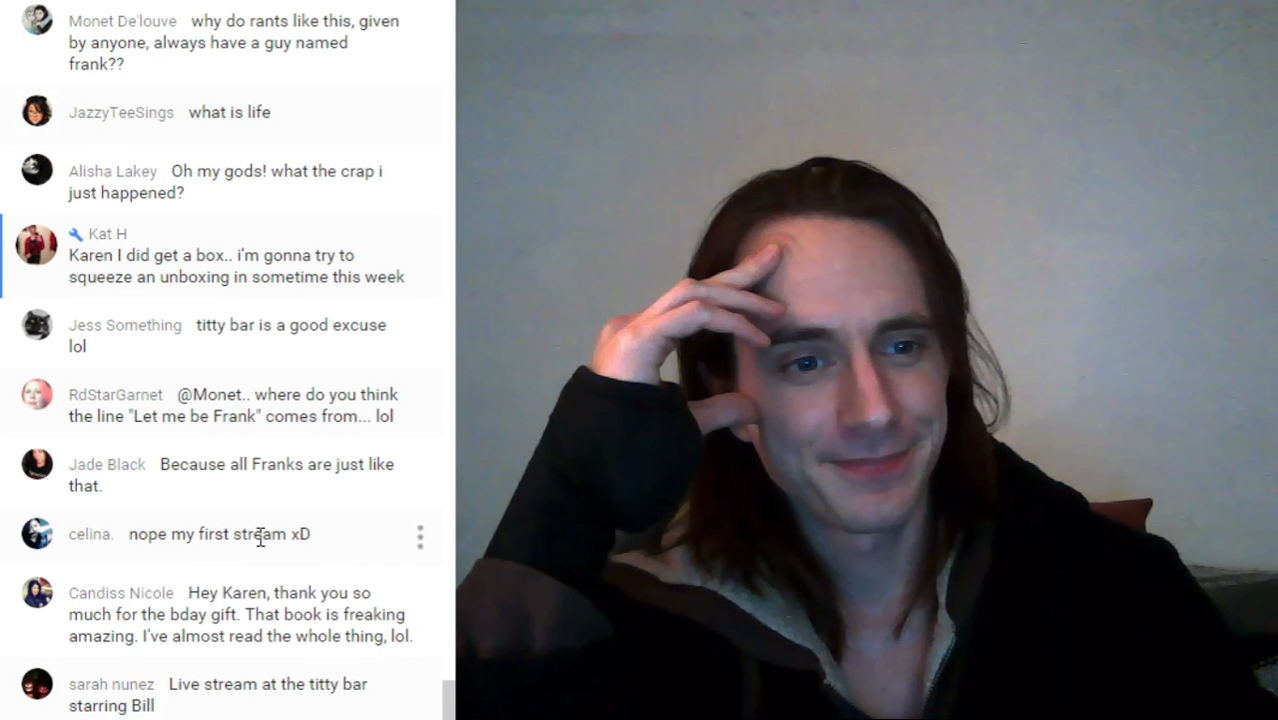 Monet De'louve why do rants like this, given
by anyone, always have a guy named
frank??
JazzyTeeSings what is life
Alisha Lakey Oh my gods! what the crap i
just happened?
Kat H
Karen I did get a box.. i'm gonna try to
squeeze an unboxing in sometime this week
Jess Something titty bar is a good excuse
lol
RdStarGarnet @Monet.. where do you think
the line "Let me be Frank" comes from... lol
Jade Black Because all Franks are just like
that.
celina. nope my first stream xD
Candiss Nicole Hey Karen, thank you so
much for the bday gift. That book is freaking
amazing. I've almost read the whole thing, lol.
sarah nunez Live stream at the titty bar
starring Bill